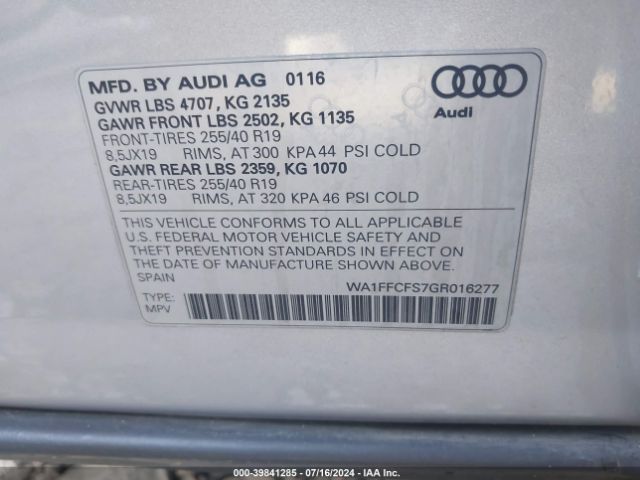 MFD. BY AUDI AG 0116
GVWR LBS 4707, KG 2135
GAWR FRONT LBS 2502, KG 1135
FRONT-TIRES 255/40 R19
8,5JX19 RIMS, AT 300 KPA 44 PSI COLD
GAWR REAR LBS 2359, KG 1070
REAR-TIRES 255/40 R19
8,5JX19 RIMS, AT 320 KPA 46 PSI COLD
Audi
THIS VEHICLE CONFORMS TO ALL APPLICABLE
U.S. FEDERAL MOTOR VEHICLE SAFETY AND
THEFT PREVENTION STANDARDS IN EFFECT ON
THE DATE OF MANUFACTURE SHOWN ABOVE.
SPAIN
WA1FFCFS7GR016277
TYPE:
MPV
000-39841285 - 07/16/2024 - IAA Inc.